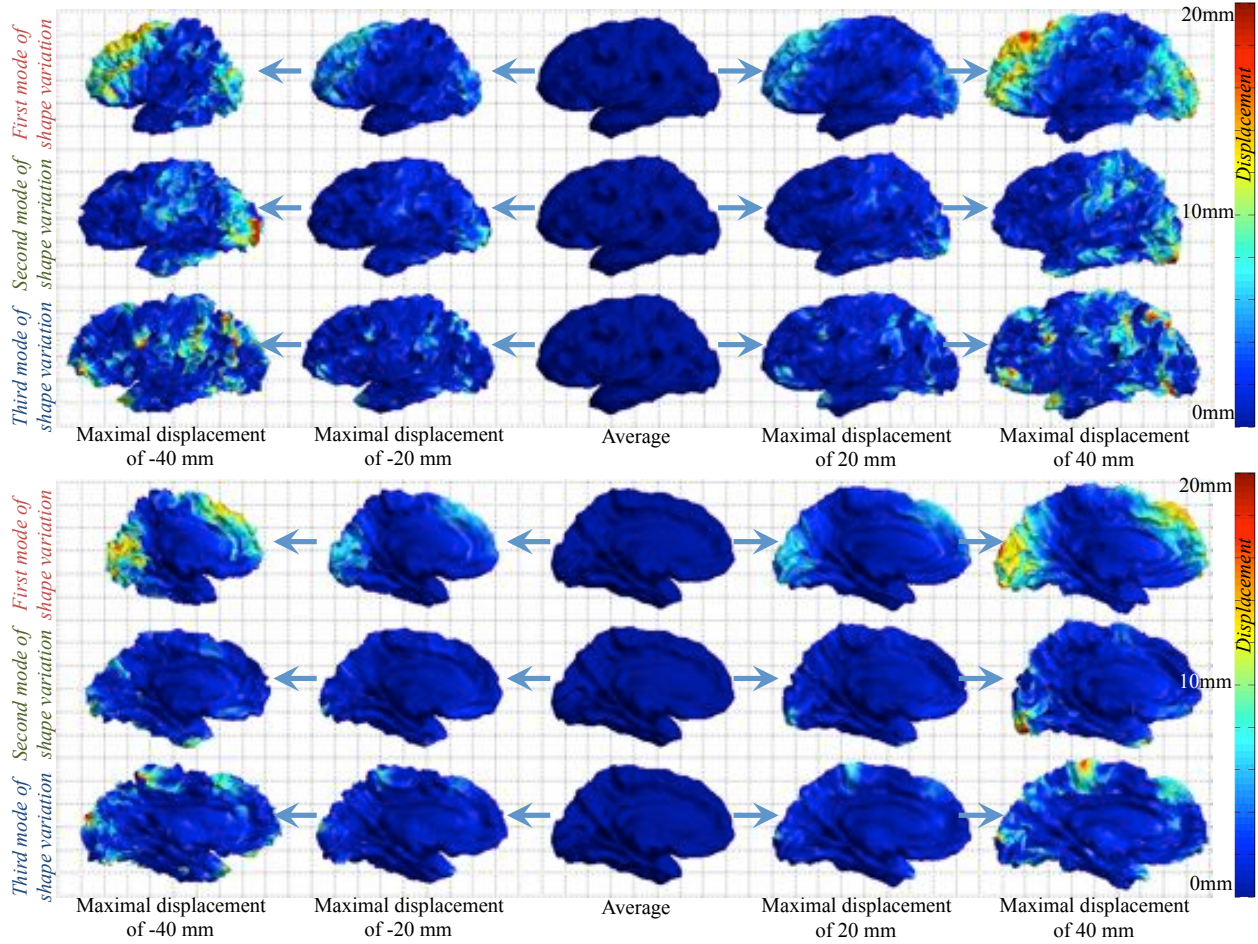 20mm
Displacement
10mm
0mm
First mode of
shape variation
Second mode of
shape variation
Third mode of
shape variation
Maximal displacement
of -40 mm
Maximal displacement
of -20 mm
Average
Maximal displacement
of 20 mm
Maximal displacement
of 40 mm
20mm
Displacement
10mm
0mm
First mode of
shape variation
Second mode of
shape variation
Third mode of
shape variation
Maximal displacement
of -40 mm
Maximal displacement
of -20 mm
Average
Maximal displacement
of 20 mm
Maximal displacement
of 40 mm